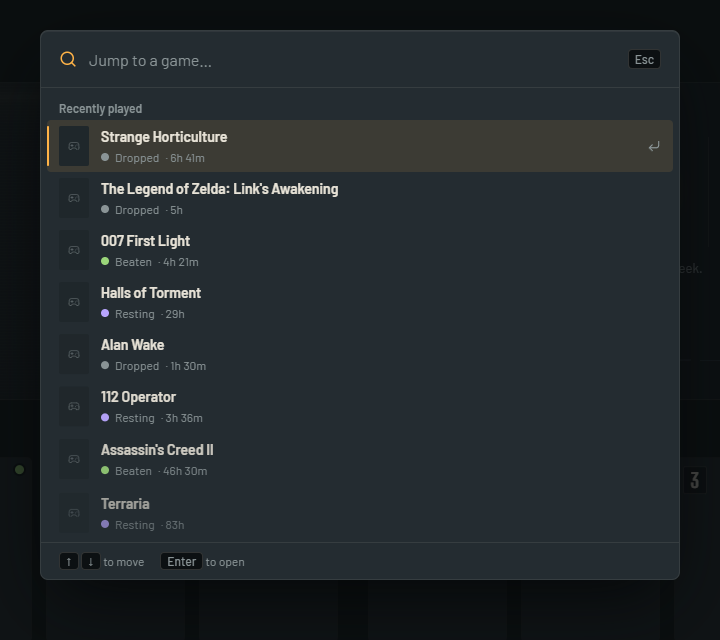 Jump to a game...
Esc
Recently played
Strange Horticulture
Dropped · 6h 41m
The Legend of Zelda: Link's Awakening
Dropped · 5h
007 First Light
Beaten · 4h 21m
eek.
Halls of Torment
Resting · 29h
Alan Wake
Dropped · 1h 30m
112 Operator
Resting · 3h 36m
Assassin's Creed II
Beaten · 46h 30m
3
Terraria
Resting · 83h
↑ ↓ to move Enter to open